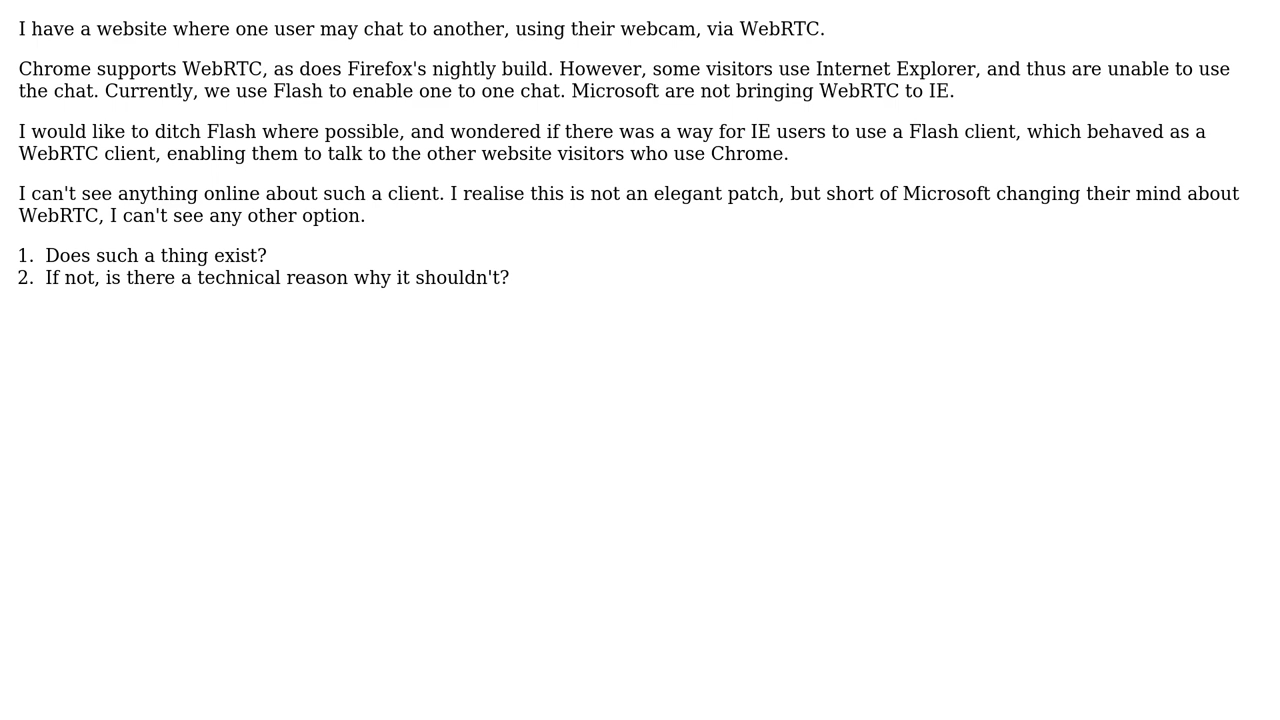 I have a website where one user may chat to another, using their webcam, via WebRTC.
Chrome supports WebRTC, as does Firefox's nightly build. However, some visitors use Internet Explorer, and thus are unable to use
the chat. Currently, we use Flash to enable one to one chat. Microsoft are not bringing WebRTC to IE.
I would like to ditch Flash where possible, and wondered if there was a way for IE users to use a Flash client, which behaved as a
WebRTC client, enabling them to talk to the other website visitors who use Chrome.
I can't see anything online about such a client. I realise this is not an elegant patch, but short of Microsoft changing their mind about
WebRTC, I can't see any other option.
1. Does such a thing exist?
2. If not, is there a technical reason why it shouldn't?